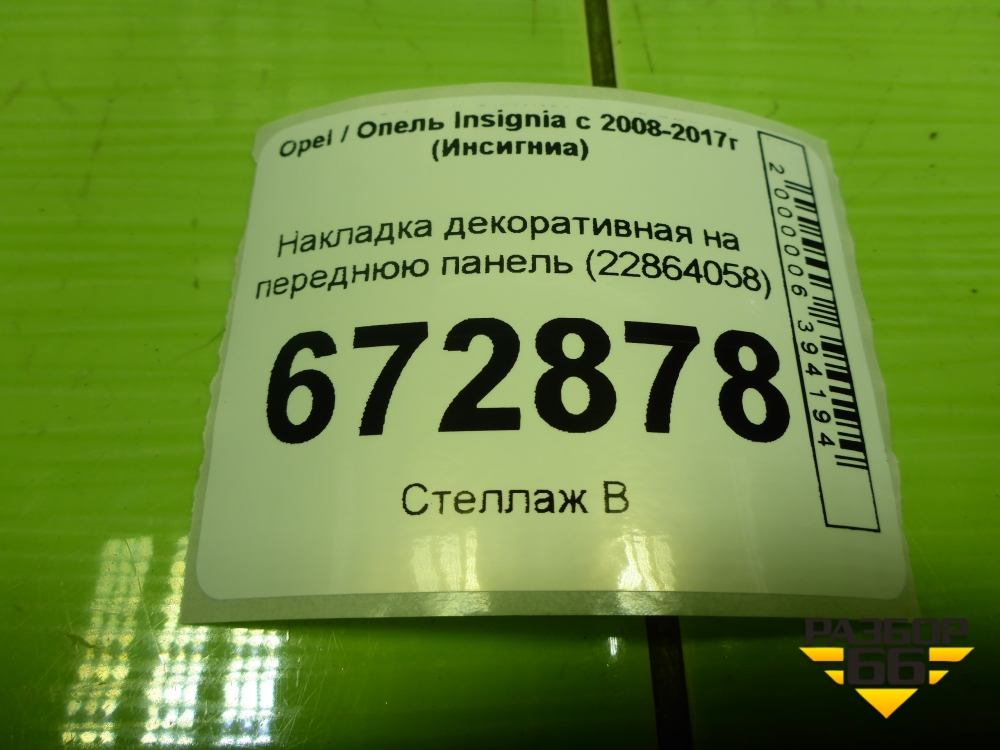 Opel / Опель Insignia с 2008-2017г
(Инсигниа)
Накладка декоративная на
переднюю панель (22864058)
672878
Стеллаж В
2000006394194
РАЗБОР
66